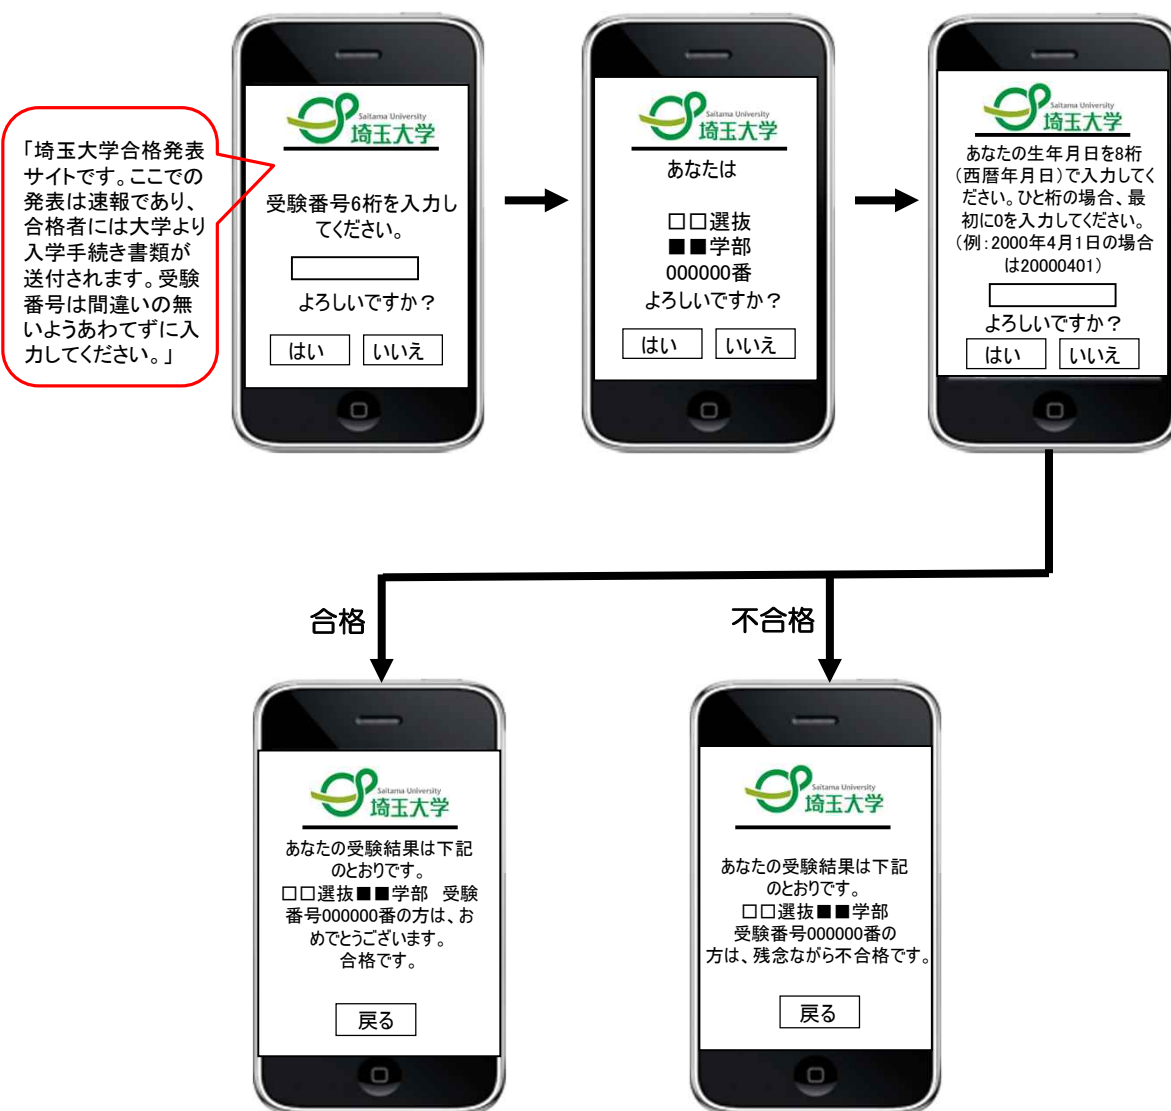 「埼玉大学合格発表
サイトです。ここでの
発表は速報であり、
合格者には大学より
入学手続き書類が
送付されます。受験
番号は間違いの無
いようあわてずに入
力してください。」
Saitama University
埼玉大学
受験番号6桁を入力し
てください。
よろしいですか？
はい
いいえ
Saitama University
埼玉大学
あなたは
□□選抜
■■学部
000000番
よろしいですか？
はい
いいえ
Saitama University
埼玉大学
あなたの生年月日を8桁
（西暦年月日）で入力してく
ださい。ひと桁の場合、最
初に0を入力してください。
（例：2000年4月1日の場合
は20000401）
よろしいですか？
はい
いいえ
合格
不合格
Saitama University
埼玉大学
あなたの受験結果は下記
のとおりです。
□□選抜■■学部　受験
番号000000番の方は、お
めでとうございます。
合格です。
戻る
Saitama University
埼玉大学
あなたの受験結果は下記
のとおりです。
□□選抜■■学部
受験番号000000番の
方は、残念ながら不合格です。
戻る